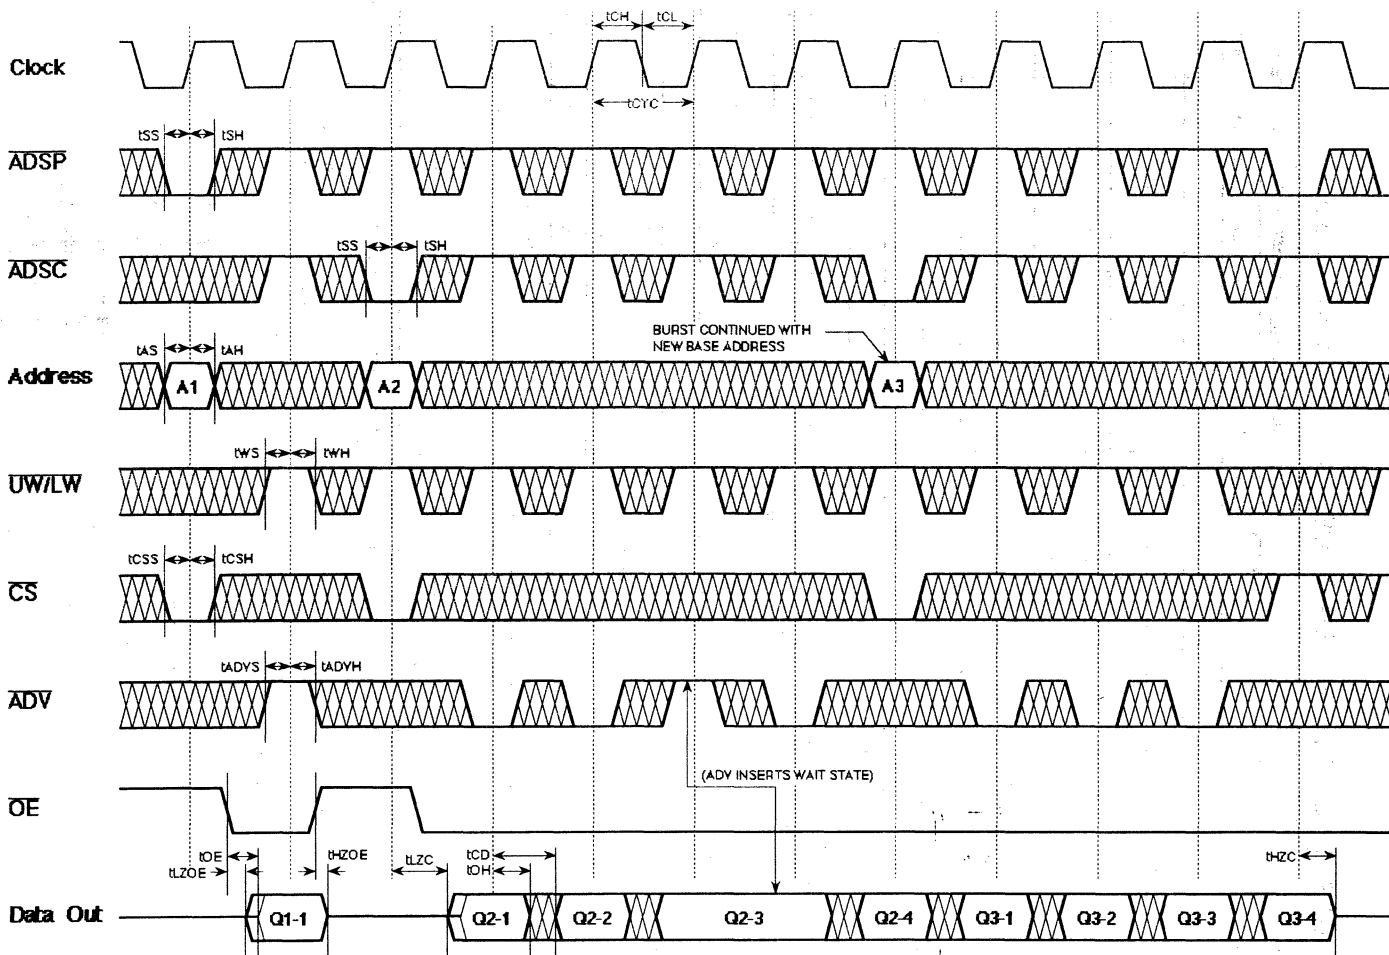 tCH tCL
Clock
tCYC
tSS tSH
ADSP
tSS tSH
ADSC
BURST CONTINUED WITH
NEW BASE ADDRESS
tAS tAH
Address A1 A2 A3
tWS tWH
UW/LW
tCSS tCSH
CS
tADVS tADVH
ADV
(ADV INSERTS WAIT STATE)
OE
tOE tHZOE tLZC tCD tHZC
tLZOE tOH
Data Out Q1-1 Q2-1 Q2-2 Q2-3 Q2-4 Q3-1 Q3-2 Q3-3 Q3-4